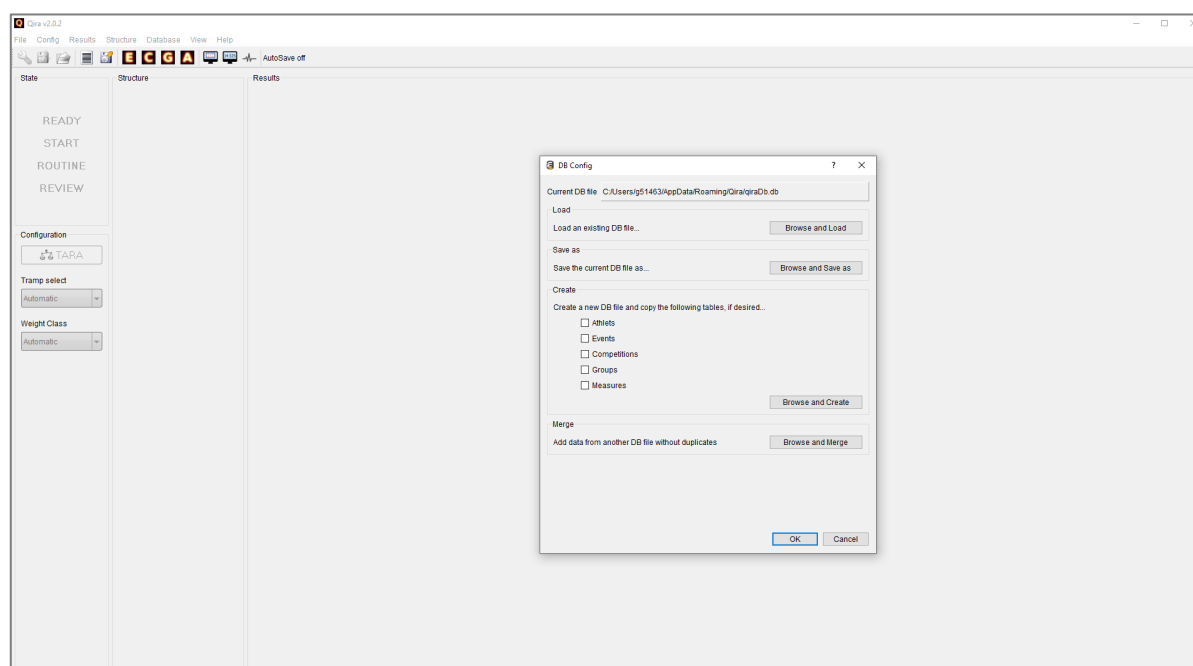 Qira v2.0.2
File Config Results Structure Database View Help
E C G A AutoSave off
State
Structure
Results
READY
START
ROUTINE
REVIEW
Configuration
TARA
Tramp select
Automatic
Weight Class
Automatic
DB Config ?
Current DB file C:/Users/g51463/AppData/Roaming/Qira/qiraDb.db
Load
Load an existing DB file... Browse and Load
Save as
Save the current DB file as... Browse and Save as
Create
Create a new DB file and copy the following tables, if desired...
Athlets
Events
Competitions
Groups
Measures
Browse and Create
Merge
Add data from another DB file without duplicates Browse and Merge
OK Cancel